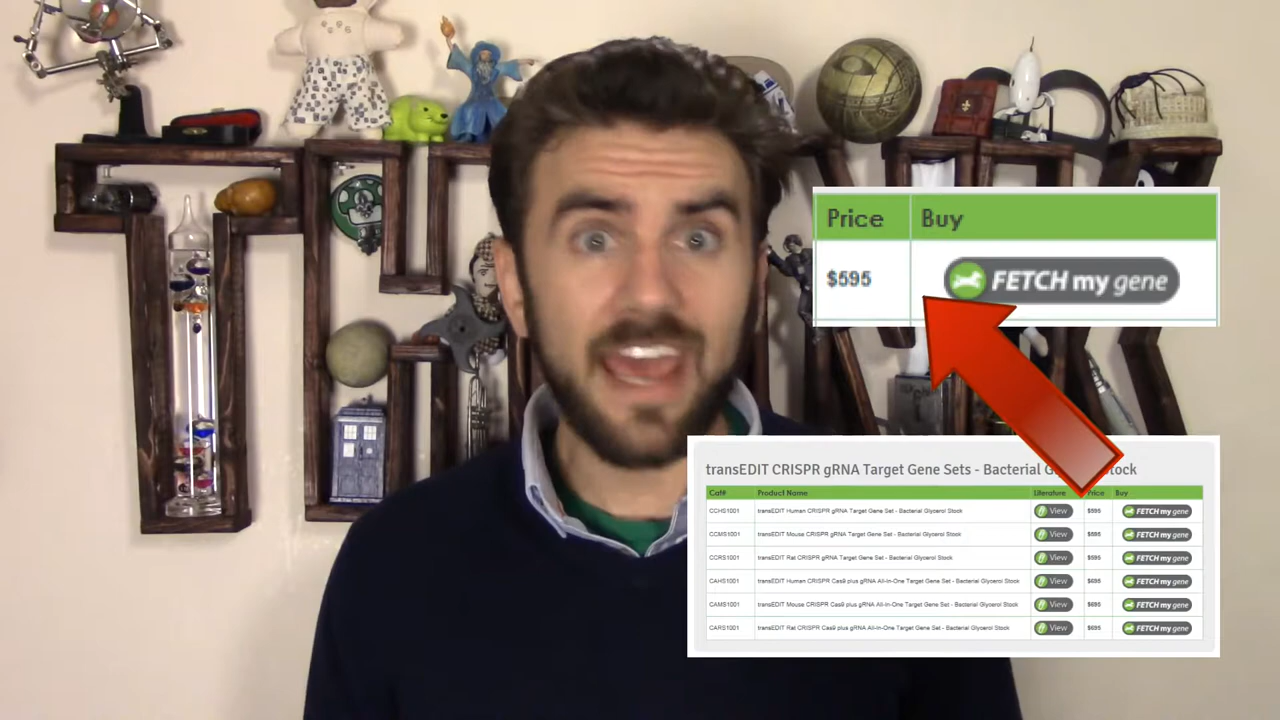 Price Buy
$595 FETCH my gene
transEDIT CRISPR gRNA Target Gene Sets - Bacterial G stock
Cat# Product Name Literature Price Buy
CCHS1001 transEDIT Human CRISPR gRNA Target Gene Set - Bacterial Glycerol Stock View $595 FETCH my gene
CCMS1001 transEDIT Mouse CRISPR gRNA Target Gene Set - Bacterial Glycerol Stock View $595 FETCH my gene
CCRS1001 transEDIT Rat CRISPR gRNA Target Gene Set - Bacterial Glycerol Stock View $595 FETCH my gene
CAHS1001 transEDIT Human CRISPR Cas9 plus gRNA All-In-One Target Gene Set - Bacterial Glycerol Stock View $695 FETCH my gene
CAMS1001 transEDIT Mouse CRISPR Cas9 plus gRNA All-In-One Target Gene Set - Bacterial Glycerol Stock View $695 FETCH my gene
CARS1001 transEDIT Rat CRISPR Cas9 plus gRNA All-In-One Target Gene Set - Bacterial Glycerol Stock View $695 FETCH my gene